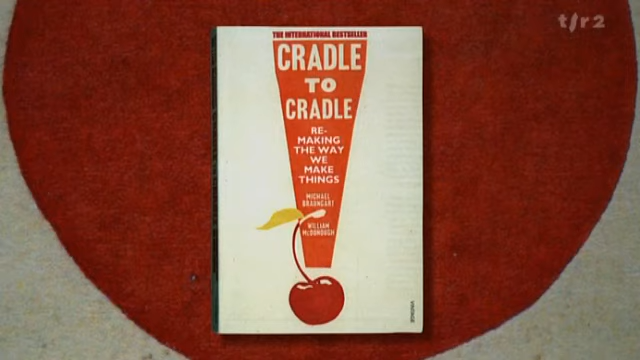 tsr2
THE INTERNATIONAL BESTSELLER
CRADLE
TO
CRADLE
RE-
MAKING
THE WAY
WE
MAKE
THINGS
MICHAEL
BRAUNGART
WILLIAM
McDONOUGH
VINTAGE